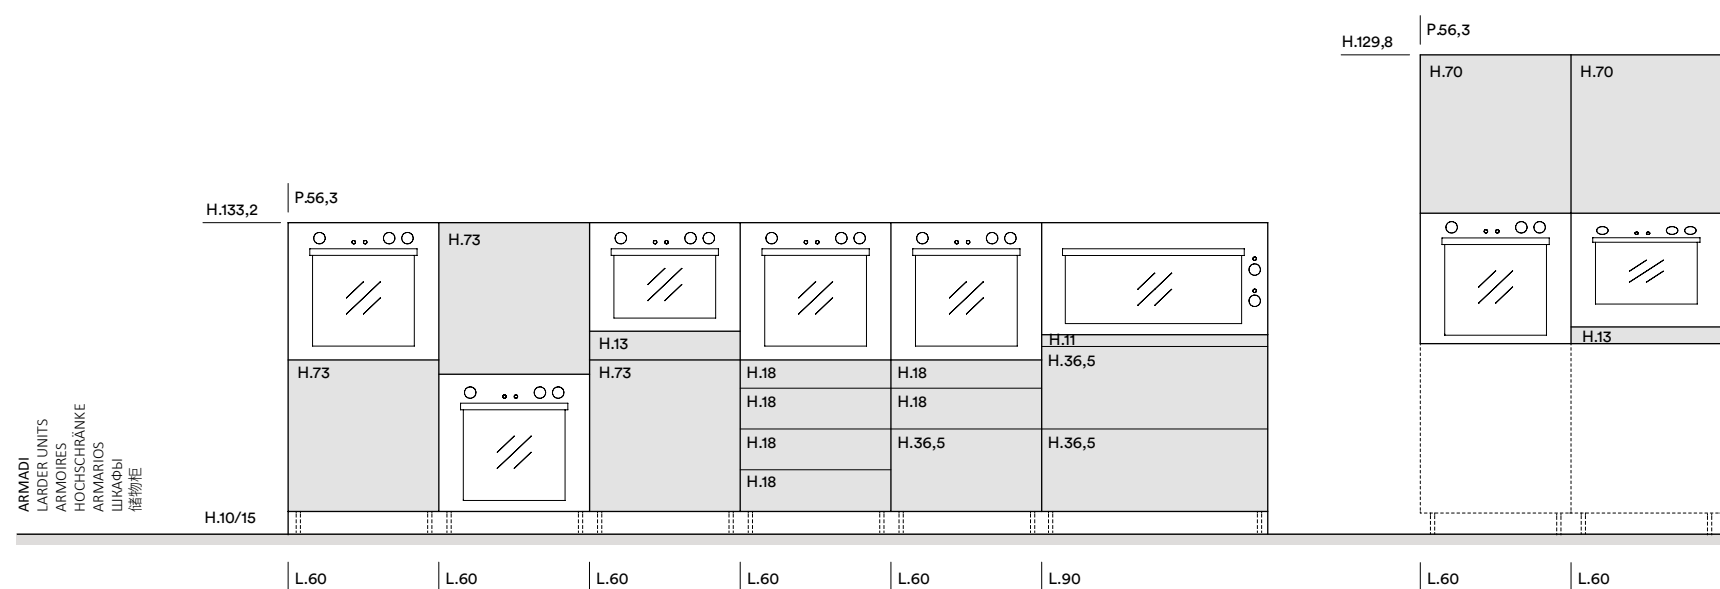 P.56,3
H.129,8
H.70
H.70
P.56,3
H.133,2
H.73
H.13
H.13
H.11
H.36,5
H.73
H.73
H.18
H.18
H.18
H.18
H.36,5
H.36,5
H.18
H.18
H.18
ARMADI
LARDER UNITS
ARMOIRES
HOCHSCHRÄNKE
ARMARIOS
ШКАФЫ
储物柜
H.10/15
L.60
L.60
L.60
L.60
L.60
L.90
L.60
L.60